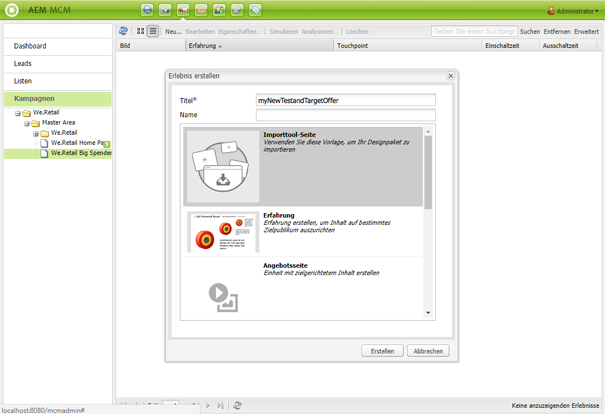 AEM MCM
Administrator
Dashboard
Leads
Listen
Kampagnen
We.Retail
Master Area
We.Retail
We.Retail Home Pa
We.Retail Big Spender
Neu... Bearbeiten Eigenschaften... Simulieren Analysieren... Löschen
Geben Sie einen Suchbegriff Suchen Entfernen Erweitert
Bild Erfahrung Touchpoint Einschaltzeit Ausschaltzeit
Erlebnis erstellen
Titel* myNewTestandTargetOffer
Name
Importtool-Seite
Verwenden Sie diese Vorlage, um Ihr Designpaket zu
importieren
Erfahrung
Erfahrung erstellen, um Inhalt auf bestimmtes
Zielpublikum auszurichten
Angebotsseite
Einheit mit zielgerichtetem Inhalt erstellen
Erstellen Abbrechen
Keine anzuzeigenden Erlebnisse
localhost:8080/mcmadmin#